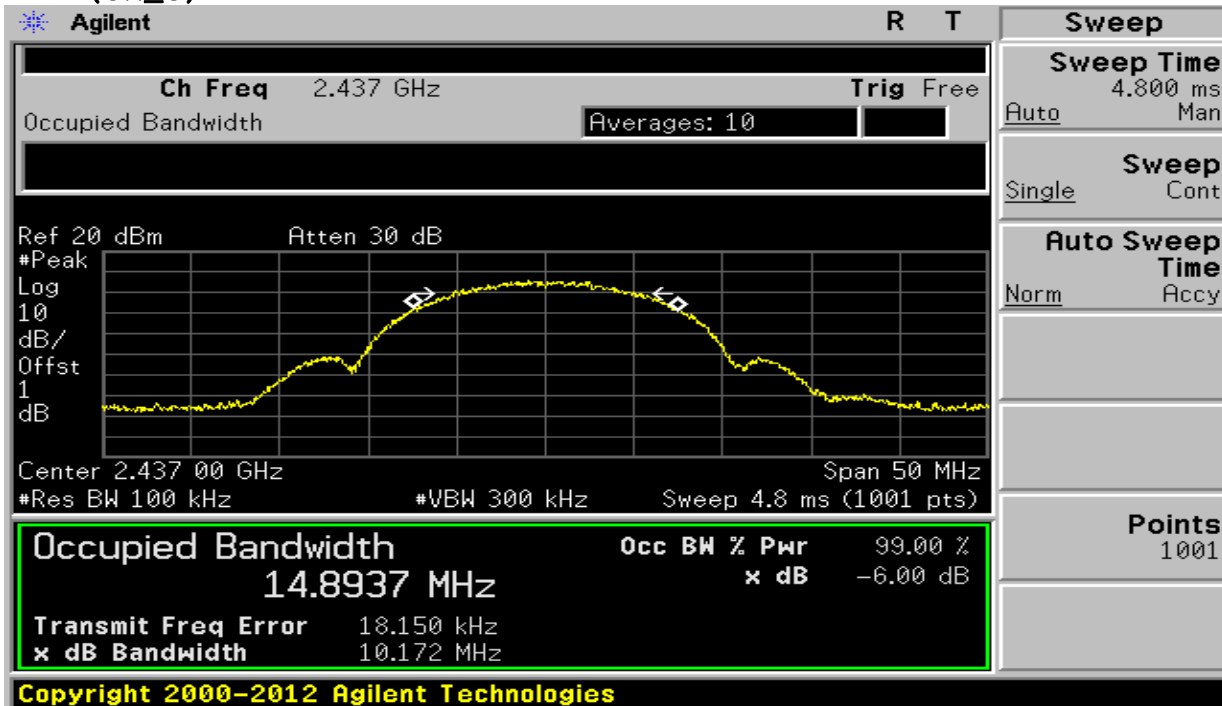 Agilent R T
Ch Freq 2.437 GHz Trig Free
Occupied Bandwidth Averages: 10
Ref 20 dBm Atten 30 dB
#Peak
Log
10
dB/
Offst
1
dB
Center 2.437 00 GHz Span 50 MHz
#Res BW 100 kHz #VBW 300 kHz Sweep 4.8 ms (1001 pts)
Occupied Bandwidth Occ BW % Pwr 99.00 %
14.8937 MHz x dB -6.00 dB
Transmit Freq Error 18.150 kHz
x dB Bandwidth 10.172 MHz
Copyright 2000-2012 Agilent Technologies
Sweep
Sweep Time
4.800 ms
Auto Man
Sweep
Single Cont
Auto Sweep
Time
Norm Accy
Points
1001